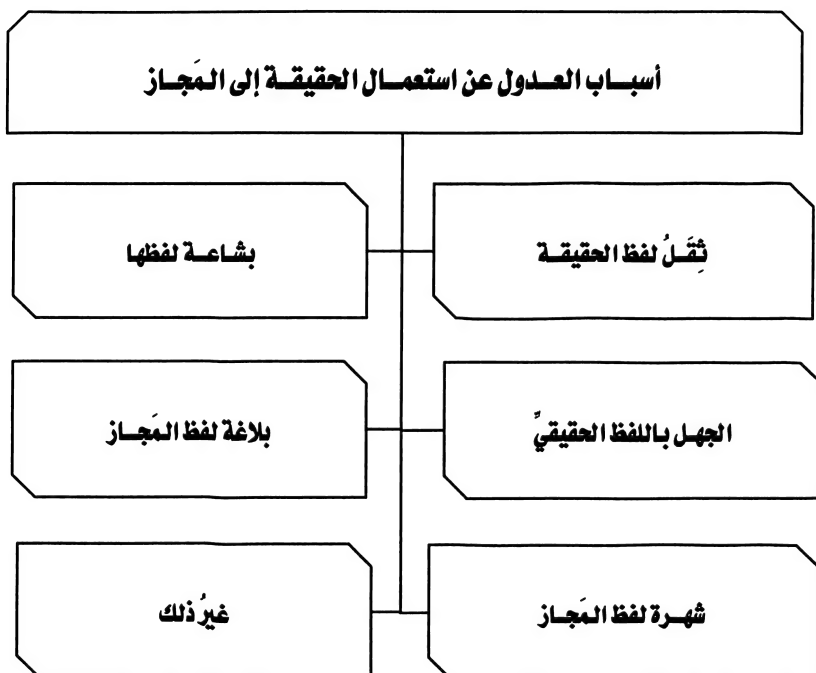 أسباب العدول عن استعمال الحقيقة إلى المَجاز
ثِقَلُ لفظ الحقيقة
بشاعة لفظها
الجهل باللفظ الحقيقيِّ
بلاغة لفظ المَجاز
شهرة لفظ المَجاز
غيرُ ذلك